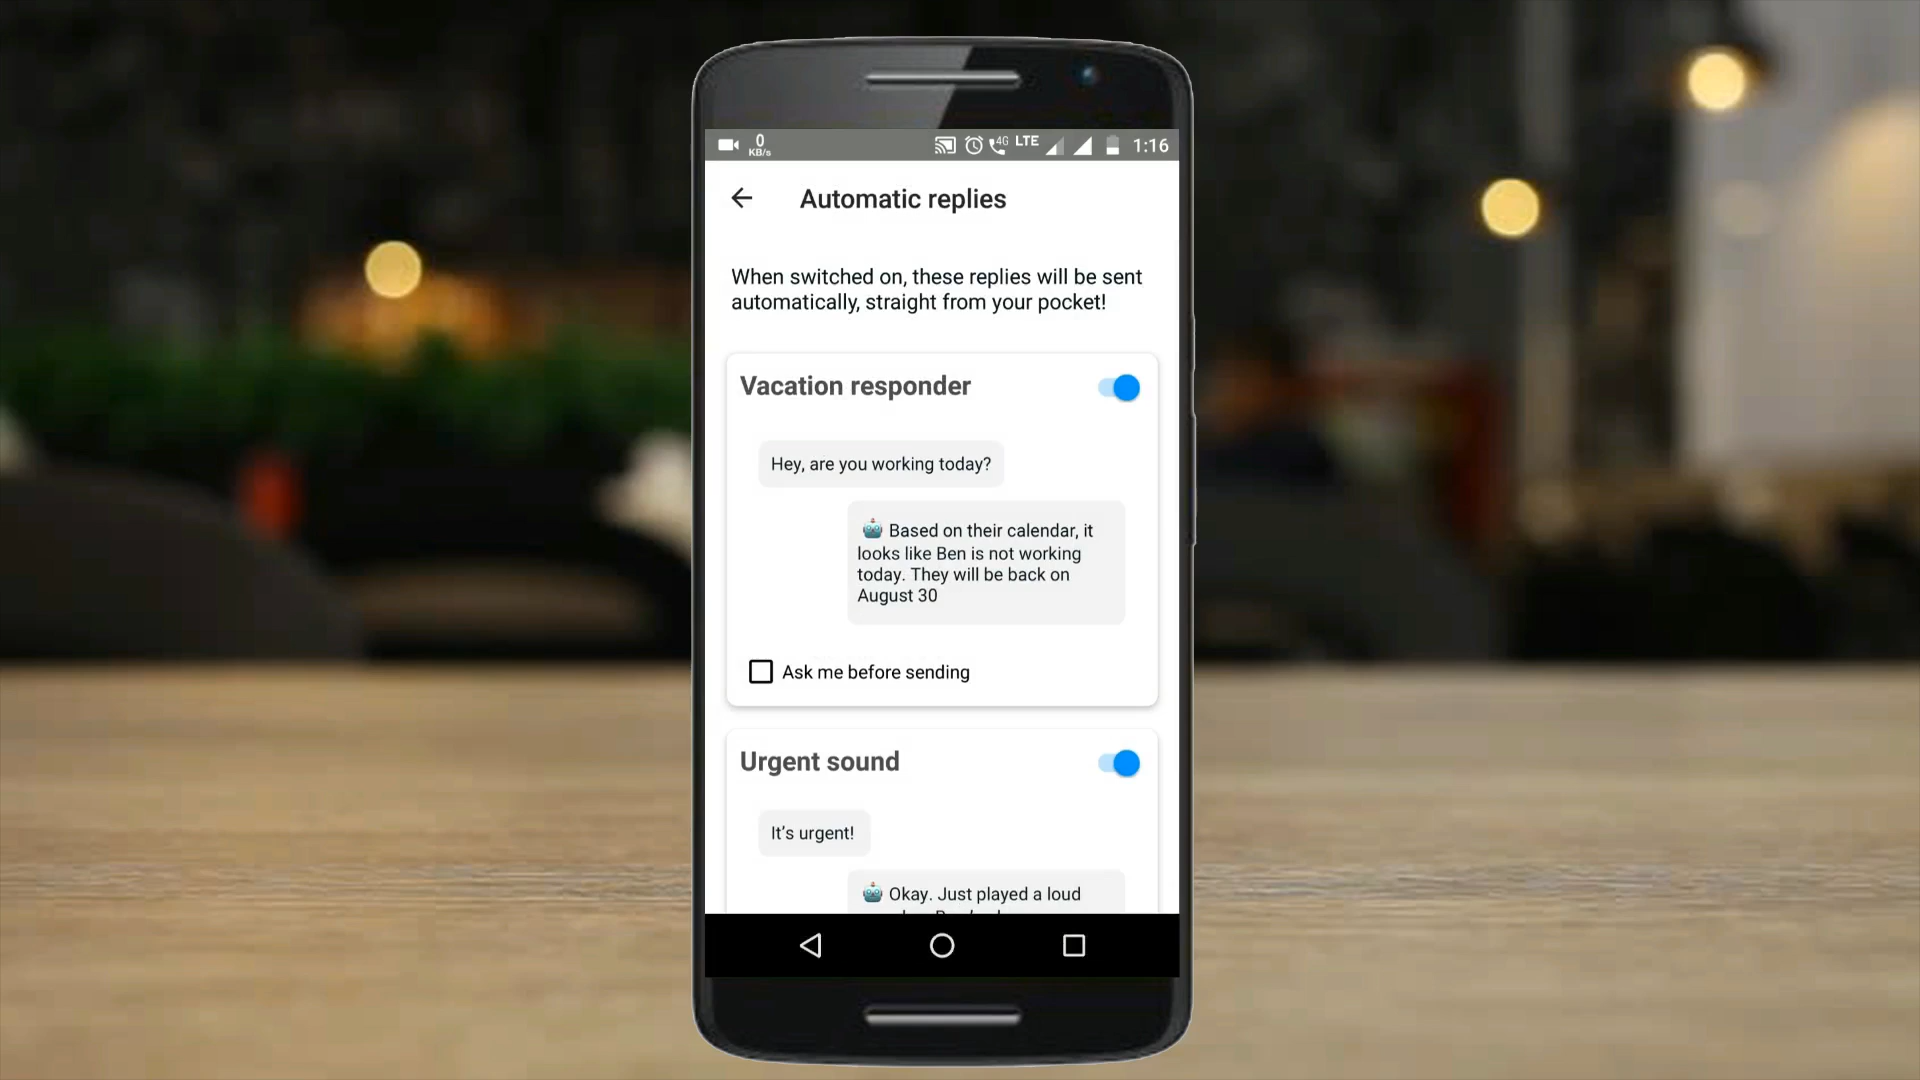 0
KB/s
4G LTE 1:16
Automatic replies
When switched on, these replies will be sent
automatically, straight from your pocket!
Vacation responder
Hey, are you working today?
🤖 Based on their calendar, it
looks like Ben is not working
today. They will be back on
August 30
Ask me before sending
Urgent sound
It's urgent!
🤖 Okay. Just played a loud